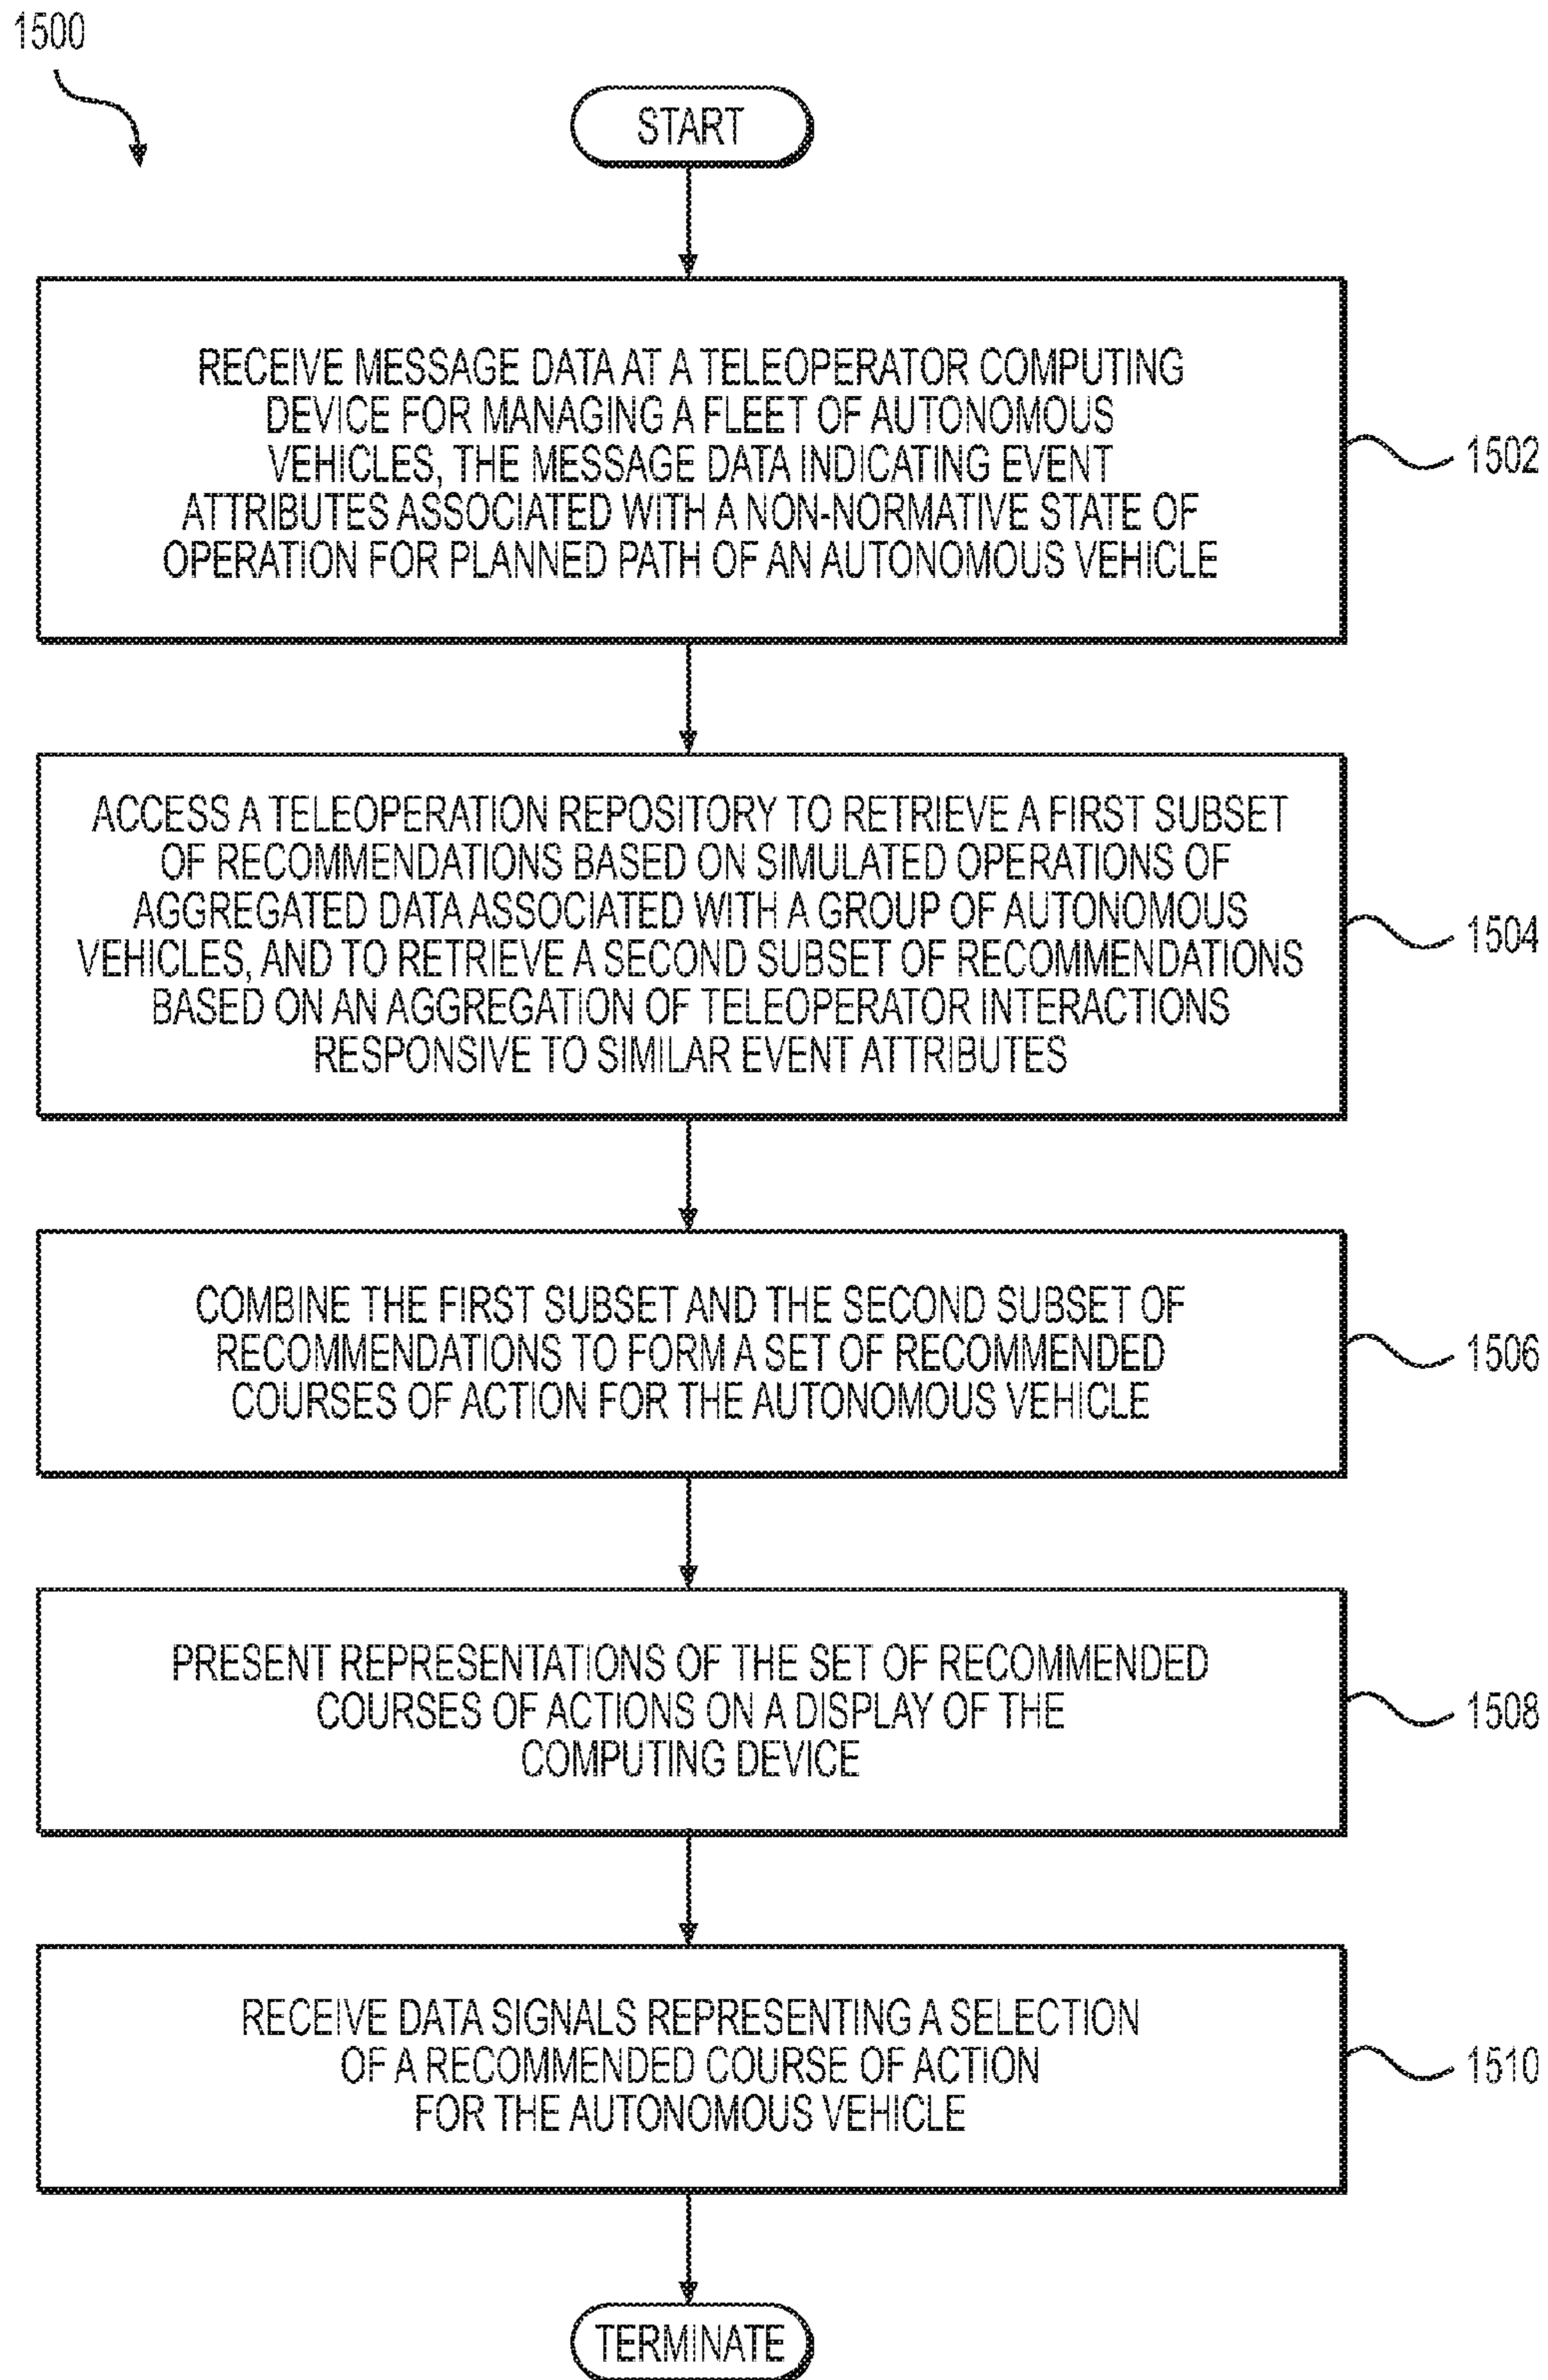 1500
START
RECEIVE MESSAGE DATA AT A TELEOPERATOR COMPUTING
DEVICE FOR MANAGING A FLEET OF AUTONOMOUS
VEHICLES, THE MESSAGE DATA INDICATING EVENT
ATTRIBUTES ASSOCIATED WITH A NON-NORMATIVE STATE OF
OPERATION FOR PLANNED PATH OF AN AUTONOMOUS VEHICLE
1502
ACCESS A TELEOPERATION REPOSITORY TO RETRIEVE A FIRST SUBSET
OF RECOMMENDATIONS BASED ON SIMULATED OPERATIONS OF
AGGREGATED DATA ASSOCIATED WITH A GROUP OF AUTONOMOUS
VEHICLES, AND TO RETRIEVE A SECOND SUBSET OF RECOMMENDATIONS
BASED ON AN AGGREGATION OF TELEOPERATOR INTERACTIONS
RESPONSIVE TO SIMILAR EVENT ATTRIBUTES
1504
COMBINE THE FIRST SUBSET AND THE SECOND SUBSET OF
RECOMMENDATIONS TO FORM A SET OF RECOMMENDED
COURSES OF ACTION FOR THE AUTONOMOUS VEHICLE
1506
PRESENT REPRESENTATIONS OF THE SET OF RECOMMENDED
COURSES OF ACTIONS ON A DISPLAY OF THE
COMPUTING DEVICE
1508
RECEIVE DATA SIGNALS REPRESENTING A SELECTION
OF A RECOMMENDED COURSE OF ACTION
FOR THE AUTONOMOUS VEHICLE
1510
TERMINATE